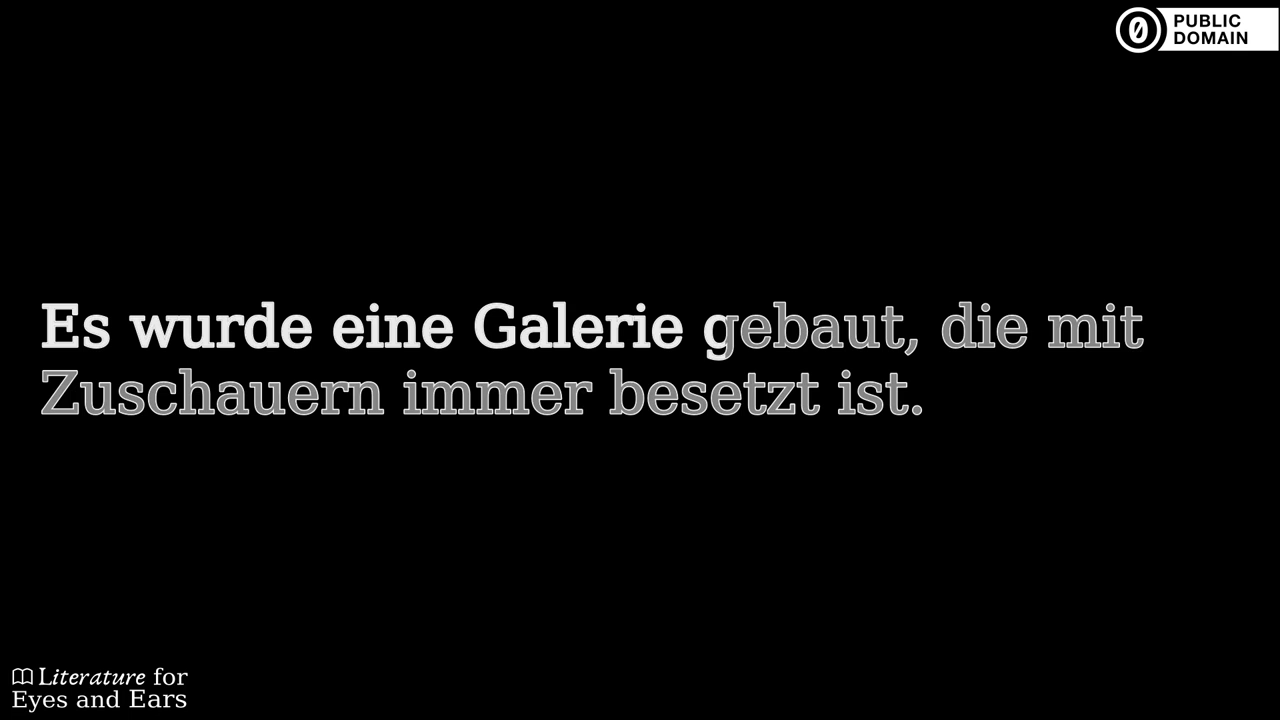 PUBLIC
DOMAIN
Es wurde eine Galerie gebaut, die mit
Zuschauern immer besetzt ist.
Literature for
Eyes and Ears